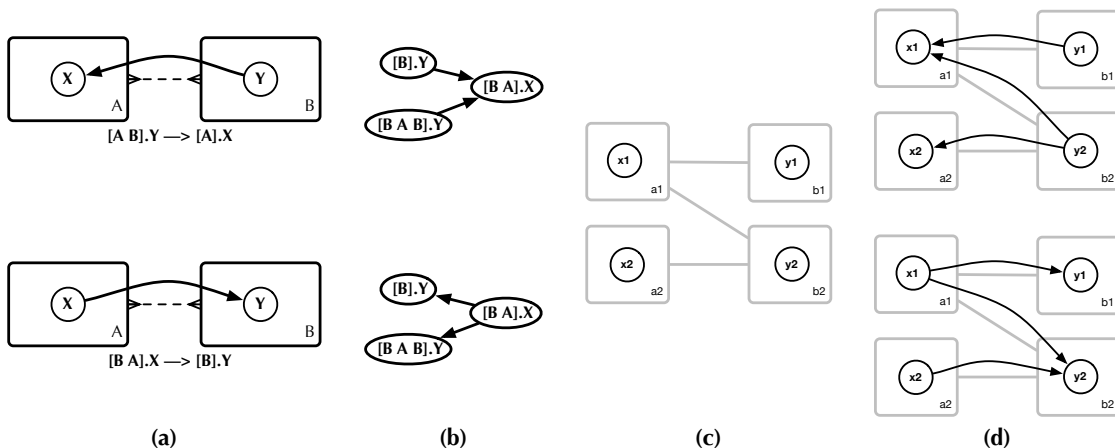 X
A
Y
B
[A B].Y —> [A].X
X
A
Y
B
[B A].X —> [B].Y
(a)
[B].Y
[B A].X
[B A B].Y
[B].Y
[B A].X
[B A B].Y
(b)
x1
a1
y1
b1
x2
a2
y2
b2
(c)
x1
a1
y1
b1
x2
a2
y2
b2
x1
a1
y1
b1
x2
a2
y2
b2
(d)